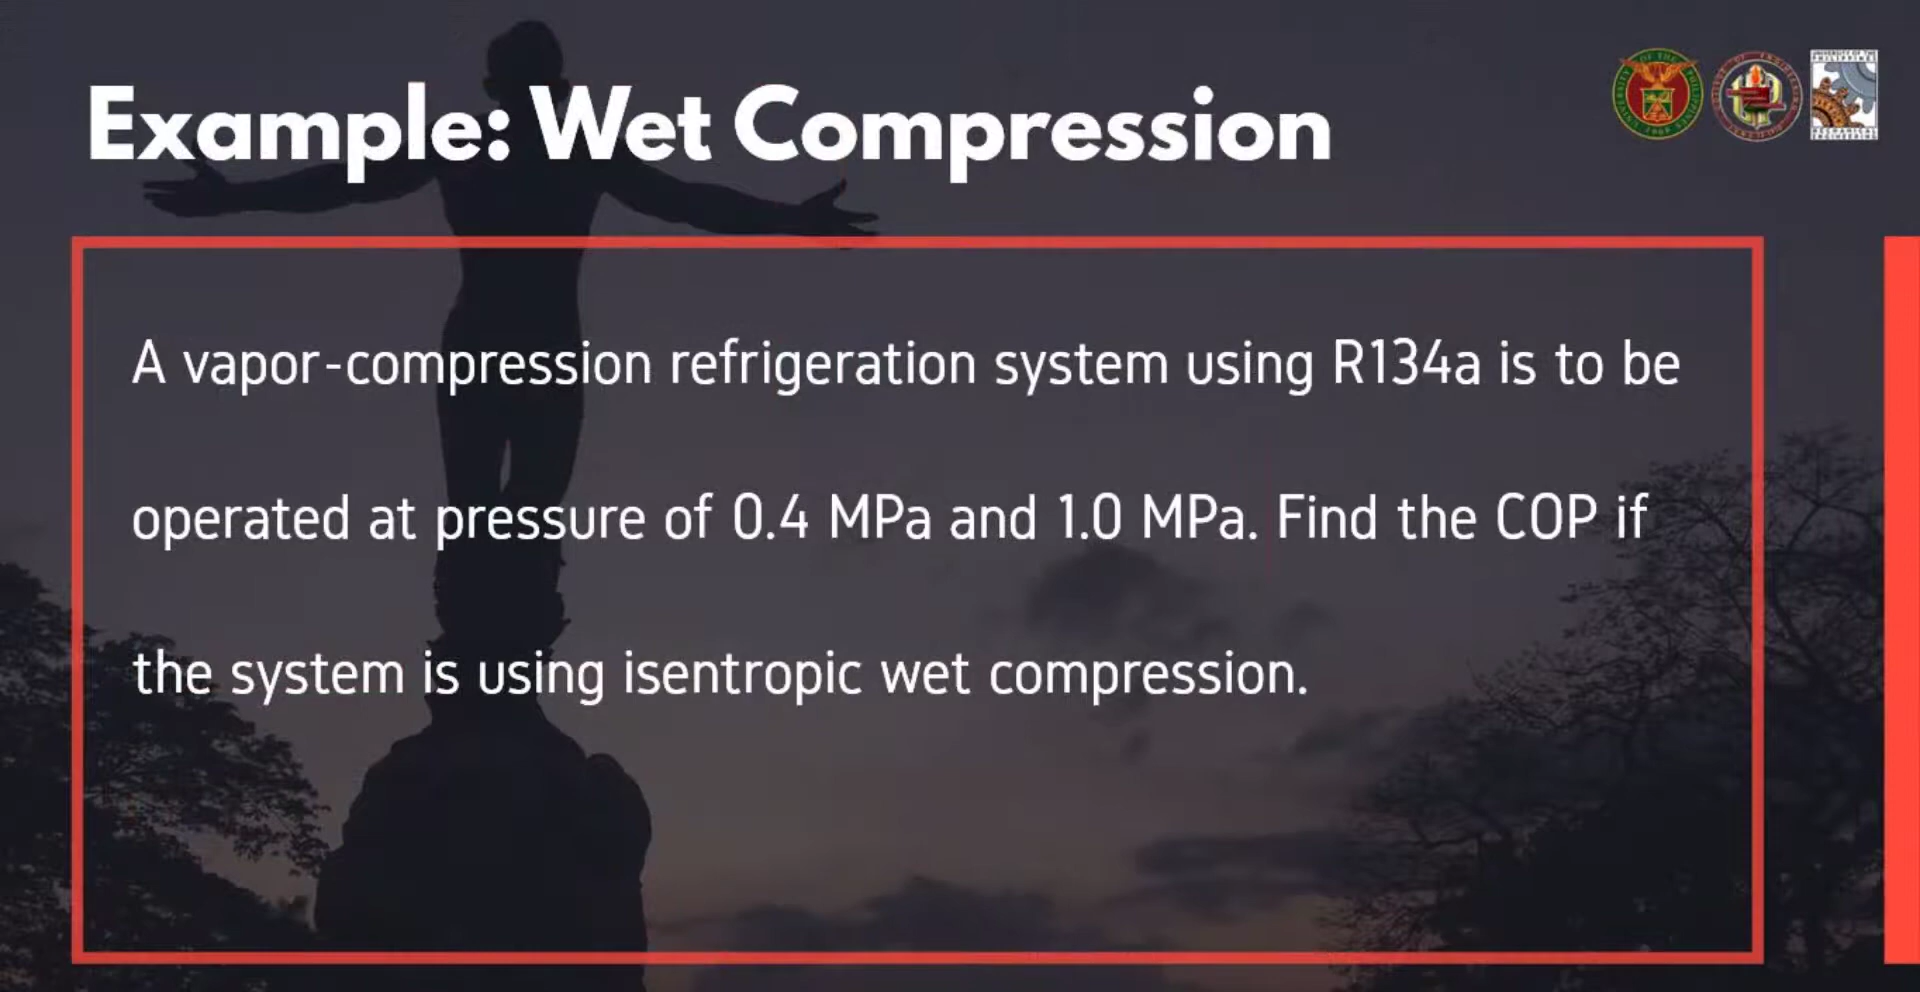 Example: Wet Compression
A vapor-compression refrigeration system using R134a is to be
operated at pressure of 0.4 MPa and 1.0 MPa. Find the COP if
the system is using isentropic wet compression.